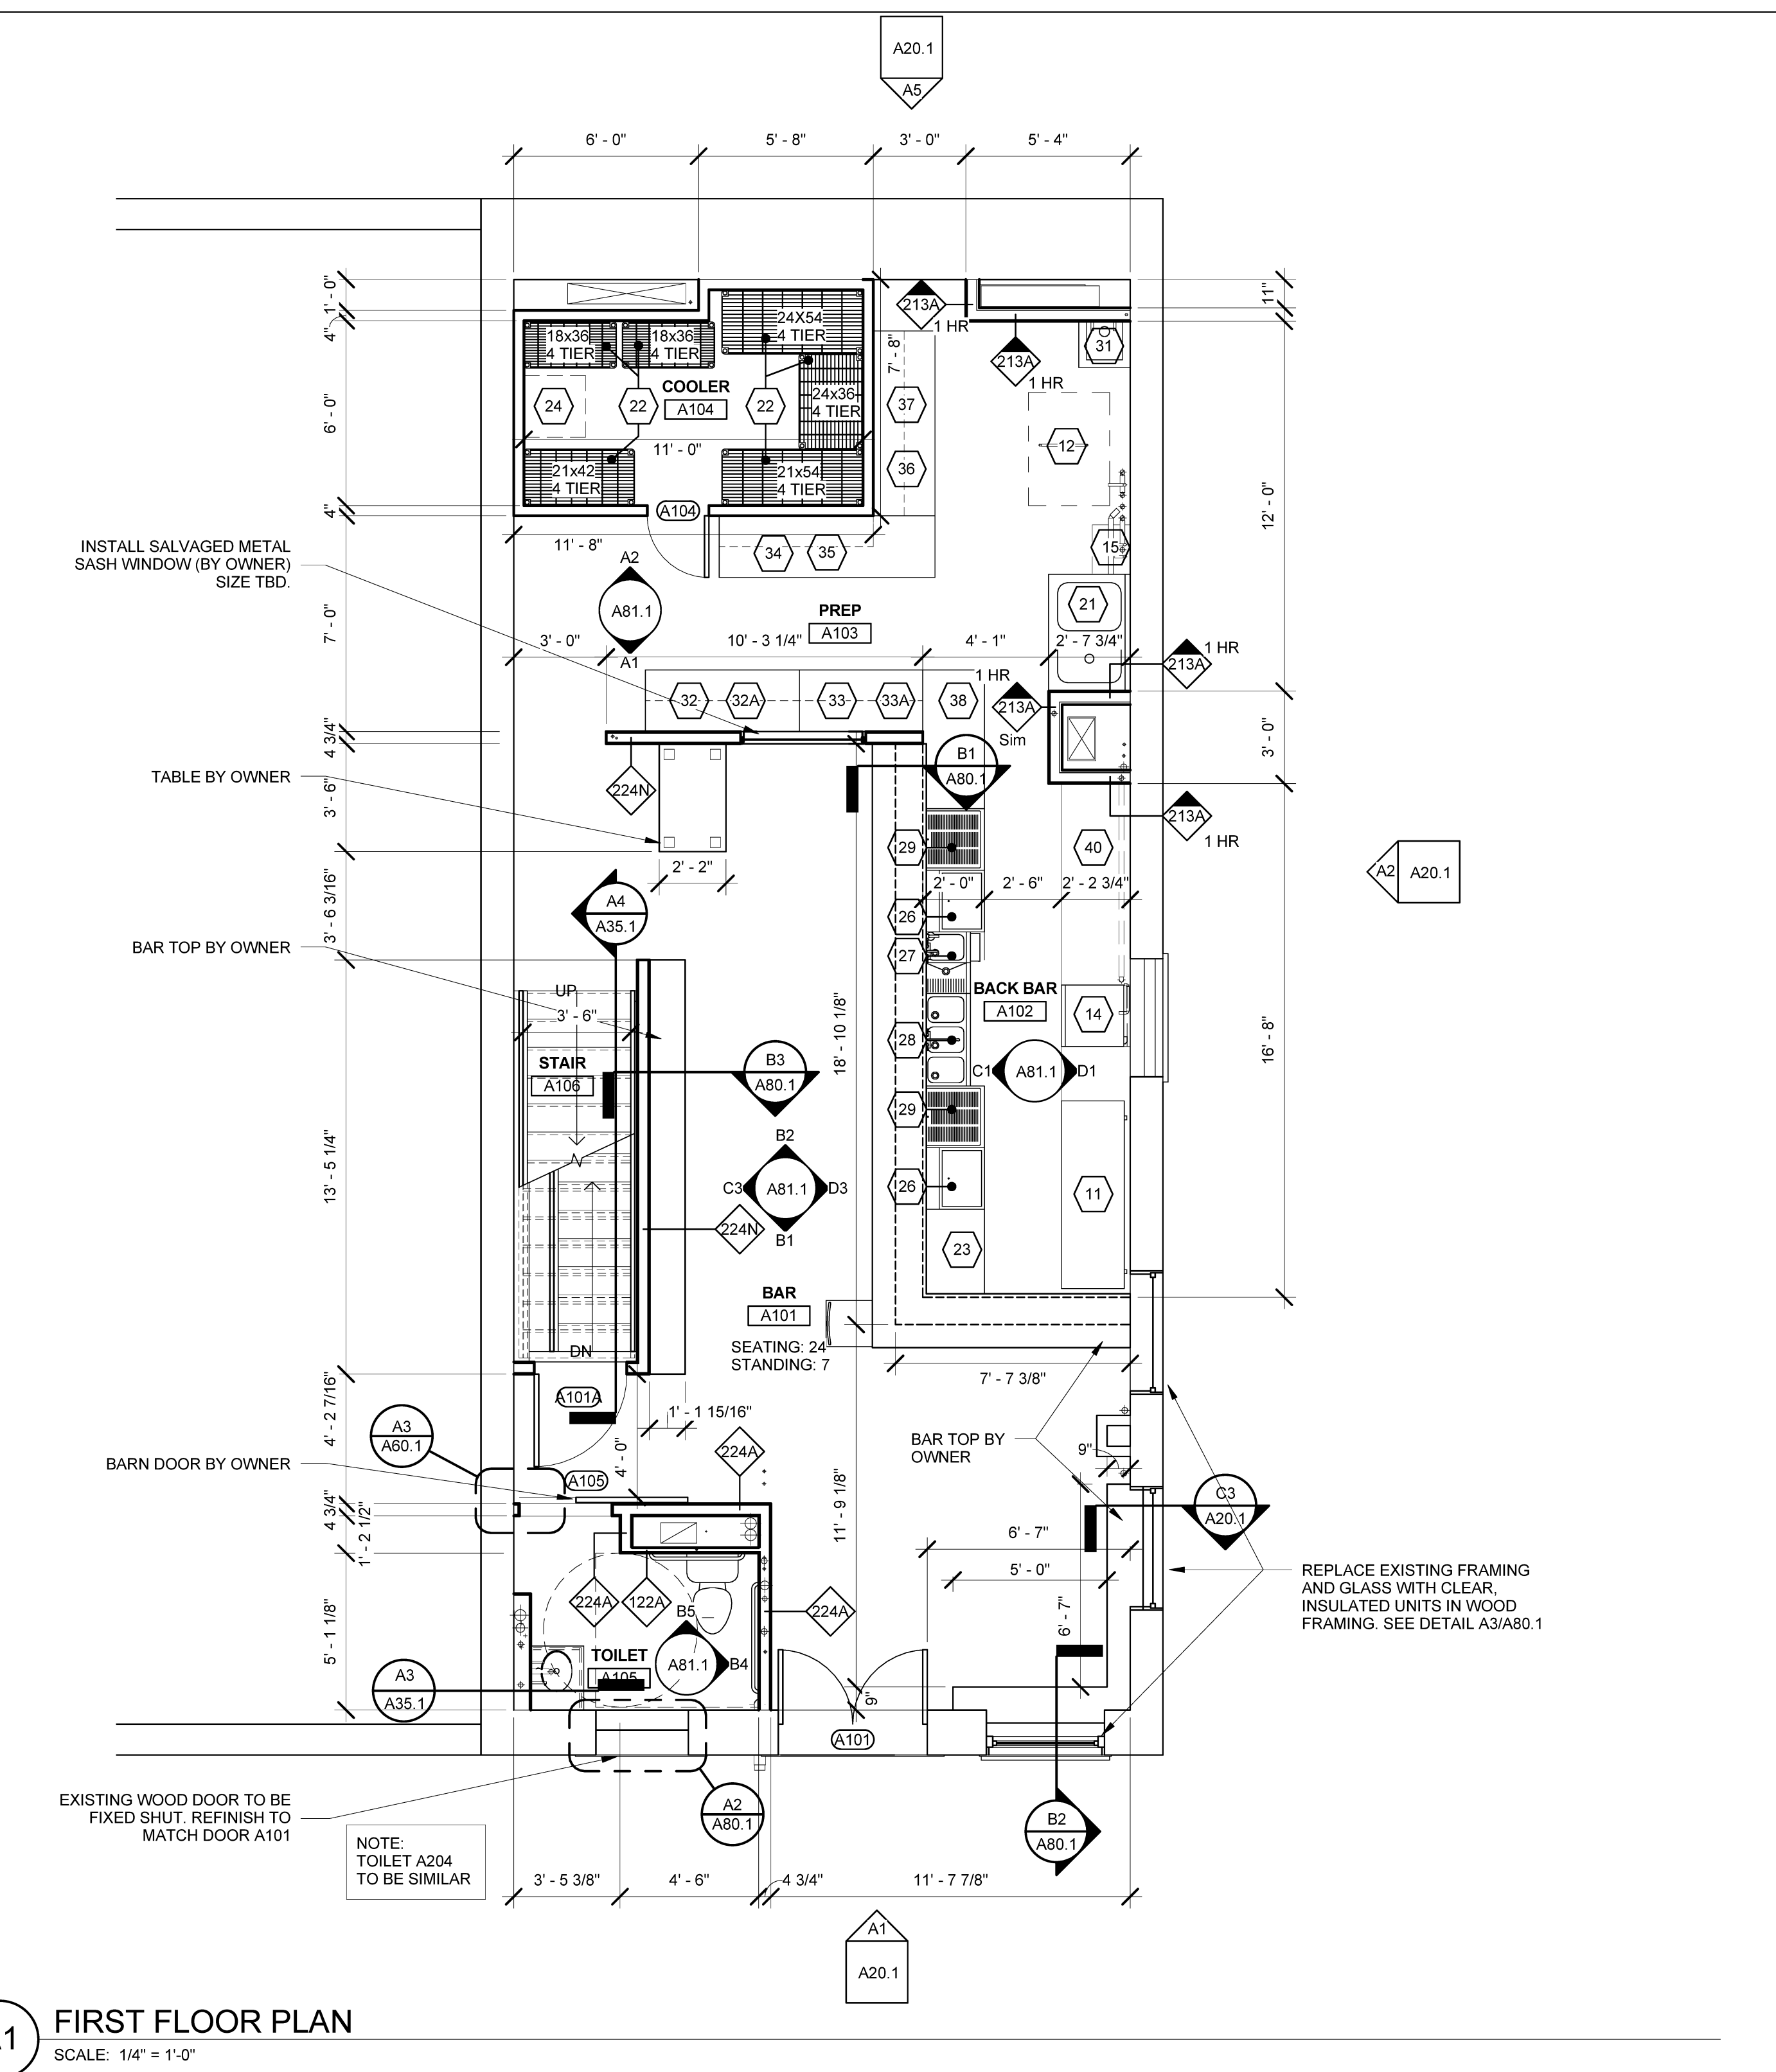 A20.1
A5
6' - 0"
5' - 8"
3' - 0"
5' - 4"
1' - 0"
4"
6' - 0"
4"
7' - 0"
4 3/4"
3' - 6"
3' - 6 3/16"
13' - 5 1/4"
4' - 2 7/16"
4 3/4"
1' - 2 1/2"
5' - 1 1/8"
18x36
4 TIER
18x36
4 TIER
24X54
4 TIER
24x36
4 TIER
21x42
4 TIER
21x54
4 TIER
COOLER
A104
24
22
22
11' - 0"
A104
11' - 8"
7' - 8"
213A
1 HR
213A
1 HR
31
37
36
12
15
34
35
21
11"
12' - 0"
3' - 0"
16' - 8"
INSTALL SALVAGED METAL
SASH WINDOW (BY OWNER)
SIZE TBD.
A2
A81.1
A1
PREP
A103
3' - 0"
10' - 3 1/4"
4' - 1"
2' - 7 3/4"
1 HR
213A
32
32A
33
33A
38
1 HR
213A
Sim
213A
1 HR
TABLE BY OWNER
224N
2' - 2"
B1
A80.1
29
40
2' - 0"
2' - 6"
2' - 2 3/4"
A2
A20.1
A4
A35.1
BAR TOP BY OWNER
26
27
BACK BAR
A102
14
28
C1
A81.1
D1
29
26
11
23
UP
3' - 6"
STAIR
A106
B3
A80.1
18' - 10 1/8"
B2
C3
A81.1
D3
B1
224N
BAR
A101
SEATING: 24
STANDING: 7
DN
7' - 7 3/8"
A101A
1' - 1 15/16"
A3
A60.1
BARN DOOR BY OWNER
A105
4' - 0"
224A
BAR TOP BY
OWNER
9"
C3
A20.1
11' - 9 1/8"
6' - 7"
5' - 0"
6' - 7"
REPLACE EXISTING FRAMING
AND GLASS WITH CLEAR,
INSULATED UNITS IN WOOD
FRAMING. SEE DETAIL A3/A80.1
224A
122A
B5
224A
TOILET
A105
A81.1
B4
A3
A35.1
9"
A101
EXISTING WOOD DOOR TO BE
FIXED SHUT. REFINISH TO
MATCH DOOR A101
A2
A80.1
B2
A80.1
NOTE:
TOILET A204
TO BE SIMILAR
3' - 5 3/8"
4' - 6"
4 3/4"
11' - 7 7/8"
A1
A20.1
FIRST FLOOR PLAN
SCALE: 1/4" = 1'-0"